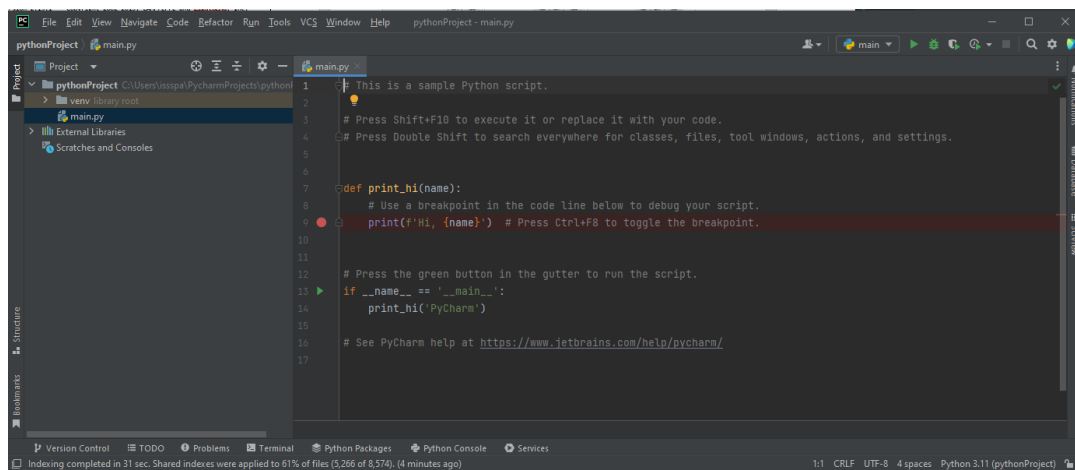 PC File Edit View Navigate Code Refactor Run Tools VCS Window Help pythonProject - main.py
pythonProject main.py main
Project
Project main.py
pythonProject C:\Users\issspa\PycharmProjects\python
venv library root
main.py
External Libraries
Scratches and Consoles
1 # This is a sample Python script.
2
3 # Press Shift+F10 to execute it or replace it with your code.
4 # Press Double Shift to search everywhere for classes, files, tool windows, actions, and settings.
5
6
7 def print_hi(name):
8 # Use a breakpoint in the code line below to debug your script.
9 print(f'Hi, {name}') # Press Ctrl+F8 to toggle the breakpoint.
10
11
12 # Press the green button in the gutter to run the script.
13 if __name__ == '__main__':
14 print_hi('PyCharm')
15
16 # See PyCharm help at https://www.jetbrains.com/help/pycharm/
17
Notifications
Database
SciView
Structure
Bookmarks
Version Control TODO Problems Terminal Python Packages Python Console Services
Indexing completed in 31 sec. Shared indexes were applied to 61% of files (5,266 of 8,574). (4 minutes ago) 1:1 CRLF UTF-8 4 spaces Python 3.11 (pythonProject)